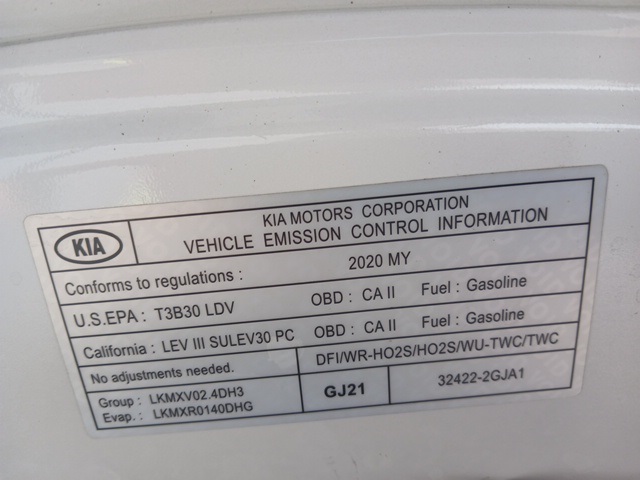 KIA MOTORS CORPORATION
KIA VEHICLE EMISSION CONTROL INFORMATION
Conforms to regulations : 2020 MY
U.S.EPA : T3B30 LDV OBD : CA II Fuel : Gasoline
California : LEV III SULEV30 PC OBD : CA II Fuel : Gasoline
No adjustments needed. DFI/WR-HO2S/HO2S/WU-TWC/TWC
Group : LKMXV02.4DH3 GJ21 32422-2GJA1
Evap. : LKMXR0140DHG